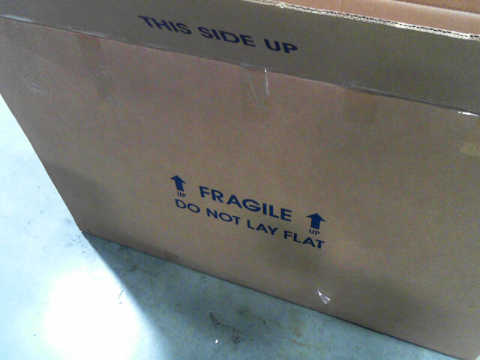 THIS SIDE UP
FRAGILE
UP UP
DO NOT LAY FLAT